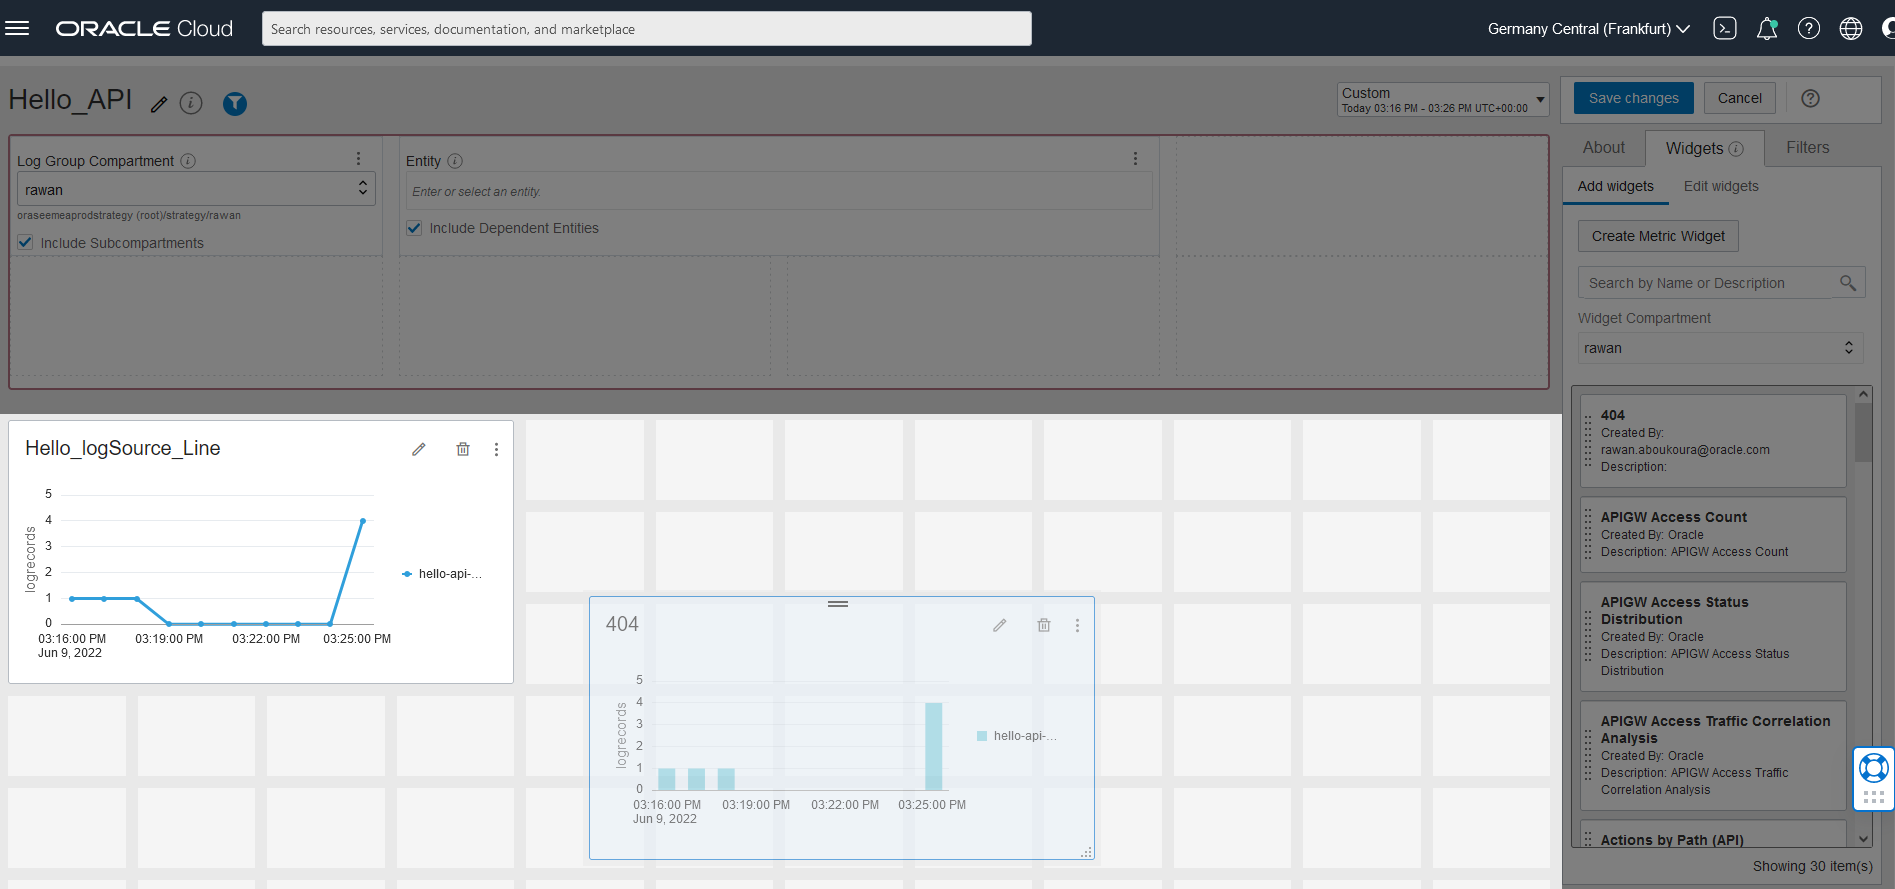 ORACLE Cloud
Search resources, services, documentation, and marketplace
Germany Central (Frankfurt)
Hello_API
Custom
Today 03:16 PM - 03:26 PM UTC+00:00
Save changes
Cancel
Log Group Compartment
rawan
oraseemeaprodstrategy (root)/strategy/rawan
Include Subcompartments
Entity
Enter or select an entity.
Include Dependent Entities
About
Widgets
Filters
Add widgets
Edit widgets
Create Metric Widget
Search by Name or Description
Widget Compartment
rawan
404
Created By:
rawan.aboukoura@oracle.com
Description:
APIGW Access Count
Created By: Oracle
Description: APIGW Access Count
APIGW Access Status
Distribution
Created By: Oracle
Description: APIGW Access Status
Distribution
APIGW Access Traffic Correlation
Analysis
Created By: Oracle
Description: APIGW Access Traffic
Correlation Analysis
Actions by Path (API)
Showing 30 item(s)
Hello_logSource_Line
logrecords
5
4
3
2
1
0
03:16:00 PM 03:19:00 PM 03:22:00 PM 03:25:00 PM
Jun 9, 2022
hello-api-...
404
logrecords
5
4
3
2
1
0
03:16:00 PM 03:19:00 PM 03:22:00 PM 03:25:00 PM
Jun 9, 2022
hello-api-...